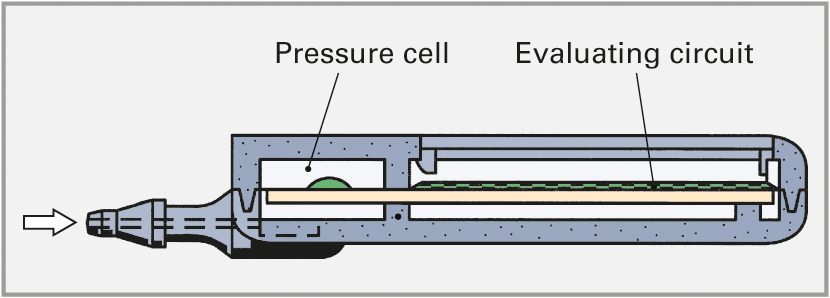 Pressure cell
Evaluating circuit